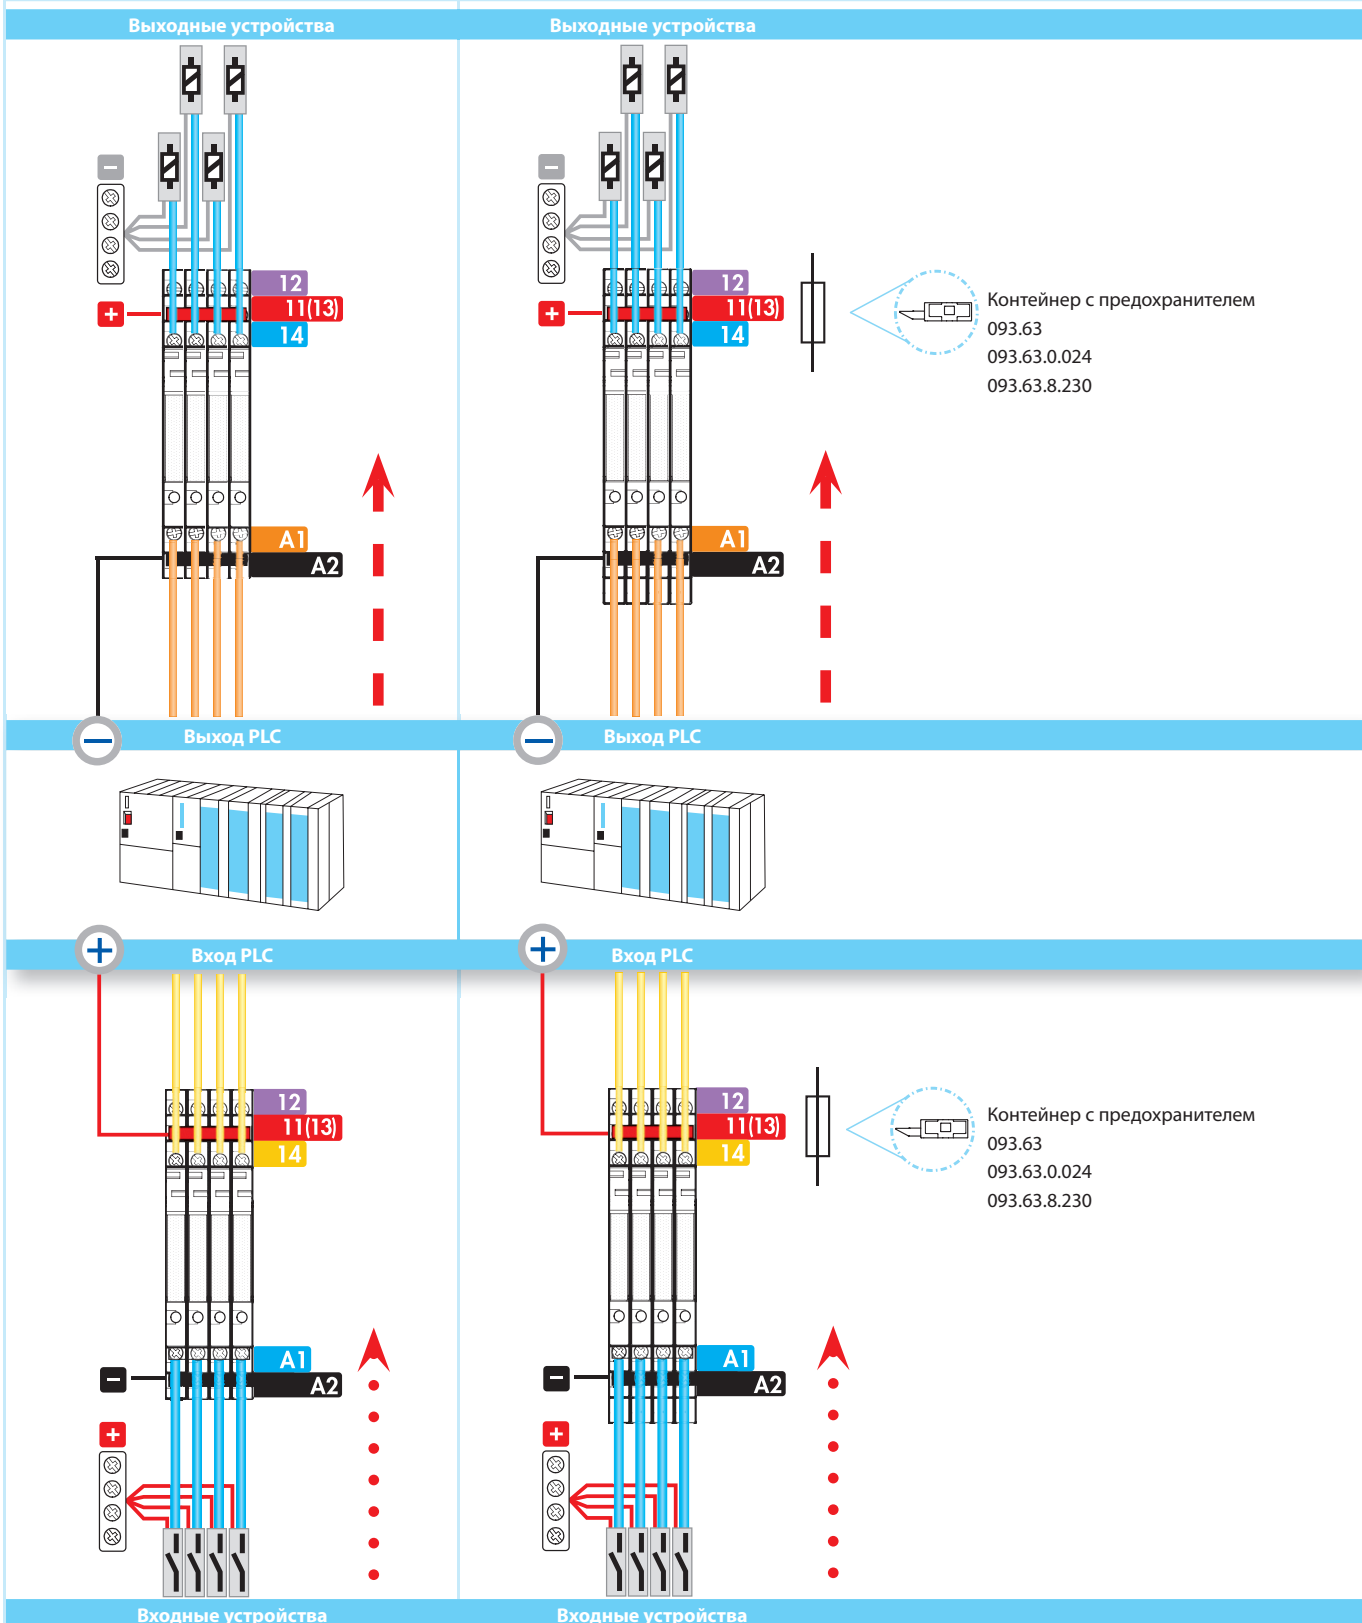 Выходные устройства
Выходные устройства
12
11(13)
14
12
11(13)
14
Контейнер с предохранителем
093.63
093.63.0.024
093.63.8.230
A1
A2
A1
A2
Выход PLC
Выход PLC
Вход PLC
Вход PLC
12
11(13)
14
12
11(13)
14
Контейнер с предохранителем
093.63
093.63.0.024
093.63.8.230
A1
A2
A1
A2
Входные устройства
Входные устройства